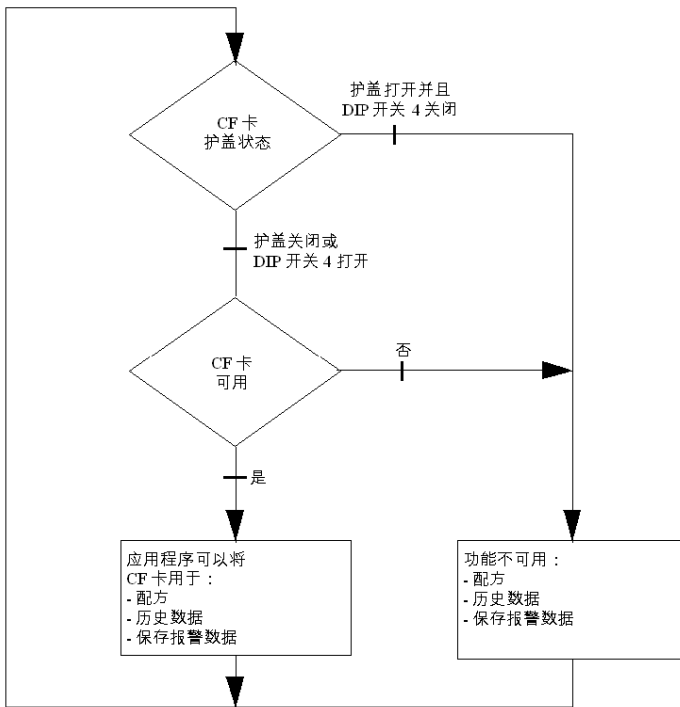 CF 卡
护盖状态
护盖打开并且
DIP 开关 4 关闭
护盖关闭或
DIP 开关 4 打开
CF 卡
可用
否
是
应用程序可以将
CF 卡用于：
- 配方
- 历史数据
- 保存报警数据
功能不可用：
- 配方
- 历史数据
- 保存报警数据